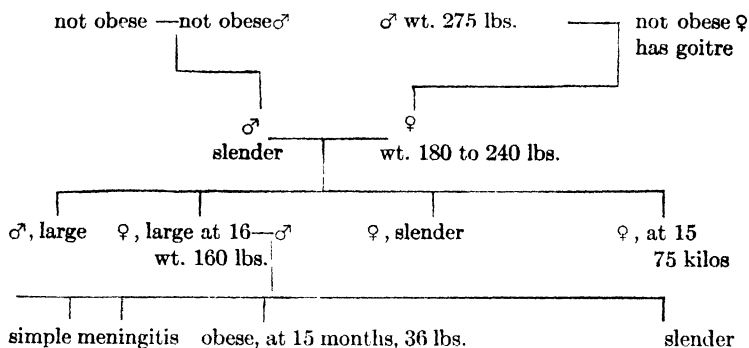 not obese — not obese ♂ ♂ wt. 275 lbs. — not obese ♀
has goitre
♂ ♀
slender wt. 180 to 240 lbs.
♂, large ♀, large at 16—♂ ♀, slender ♀, at 15
wt. 160 lbs. 75 kilos
simple meningitis obese, at 15 months, 36 lbs. slender